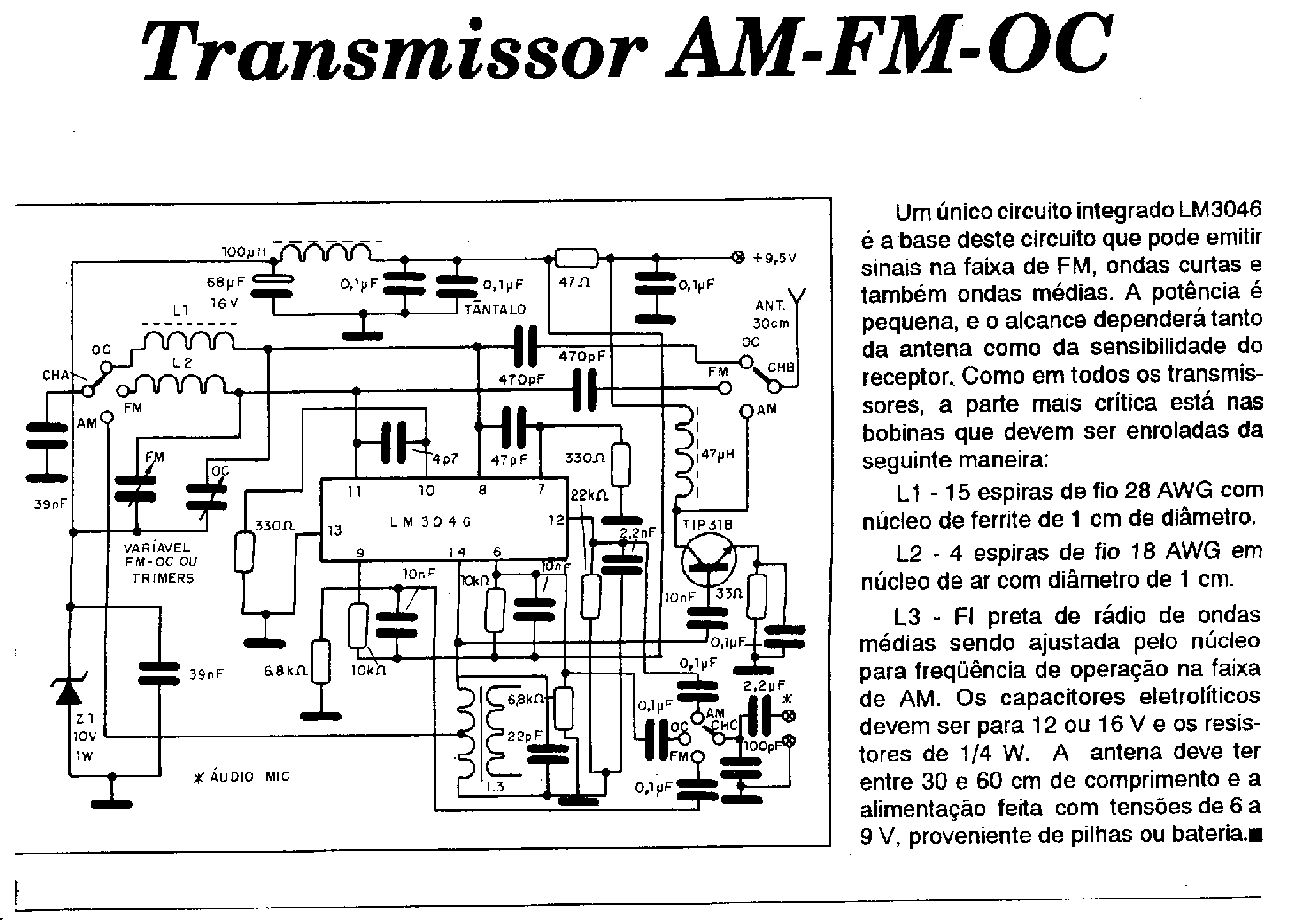 Transmissor AM-FM-OC
100µH
68µF
16V
0,1µF
0,1µF
TÂNTALO
47Ω
+9,5V
0,1µF
ANT.
30cm
L1
L2
OC
CHA
FM
AM
470pF
470pF
OC
CHB
FM
AM
39nF
FM
OC
4p7
47µF
330Ω
47µH
VARIAVEL
FM-OC OU
TRIMERS
330Ω
11
10
8
7
13
LM3046
12
9
14
6
22kΩ
2,2nF
TIP31B
10nF
10kΩ
10nF
10nF
33Ω
0,1µF
6,8kΩ
10kΩ
39nF
Z1
10V
1W
6,8kΩ
22pF
L3
0,1µF
0,1µF
2,2µF
*
OC
AM
CHC
FM
100pF
0,1µF
* ÁUDIO MIC
Um único circuito integrado LM3046
é a base deste circuito que pode emitir
sinais na faixa de FM, ondas curtas e
também ondas médias. A potência é
pequena, e o alcance dependerá tanto
da antena como da sensibilidade do
receptor. Como em todos os transmis-
sores, a parte mais crítica está nas
bobinas que devem ser enroladas da
seguinte maneira:
L1 - 15 espiras de fio 28 AWG com
núcleo de ferrite de 1 cm de diâmetro.
L2 - 4 espiras de fio 18 AWG em
núcleo de ar com diâmetro de 1 cm.
L3 - FI preta de rádio de ondas
médias sendo ajustada pelo núcleo
para freqüência de operação na faixa
de AM. Os capacitores eletrolíticos
devem ser para 12 ou 16 V e os resis-
tores de 1/4 W. A antena deve ter
entre 30 e 60 cm de comprimento e a
alimentação feita com tensões de 6 a
9 V, proveniente de pilhas ou bateria.■